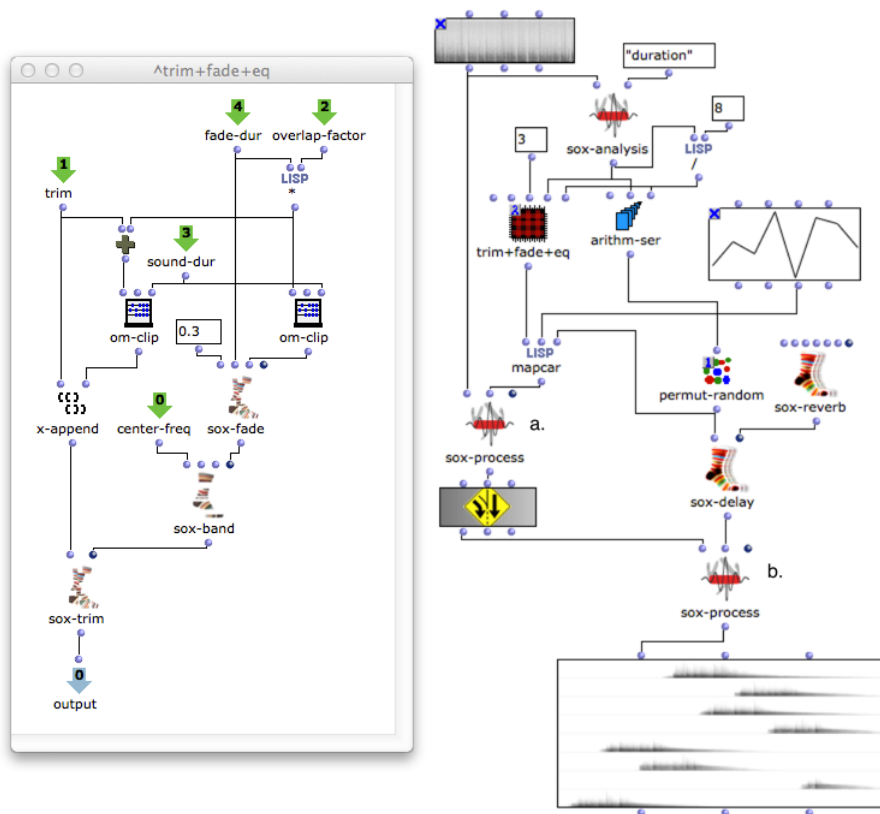 ^trim+fade+eq
4
2
fade-dur
overlap-factor
1
LISP
*
trim
3
sound-dur
0.3
om-clip
om-clip
0
x-append
center-freq
sox-fade
sox-band
sox-trim
0
output
"duration"
8
3
sox-analysis
LISP
/
trim+fade+eq
arithm-ser
LISP
mapcar
1
permut-random
sox-reverb
a.
sox-process
sox-delay
b.
sox-process